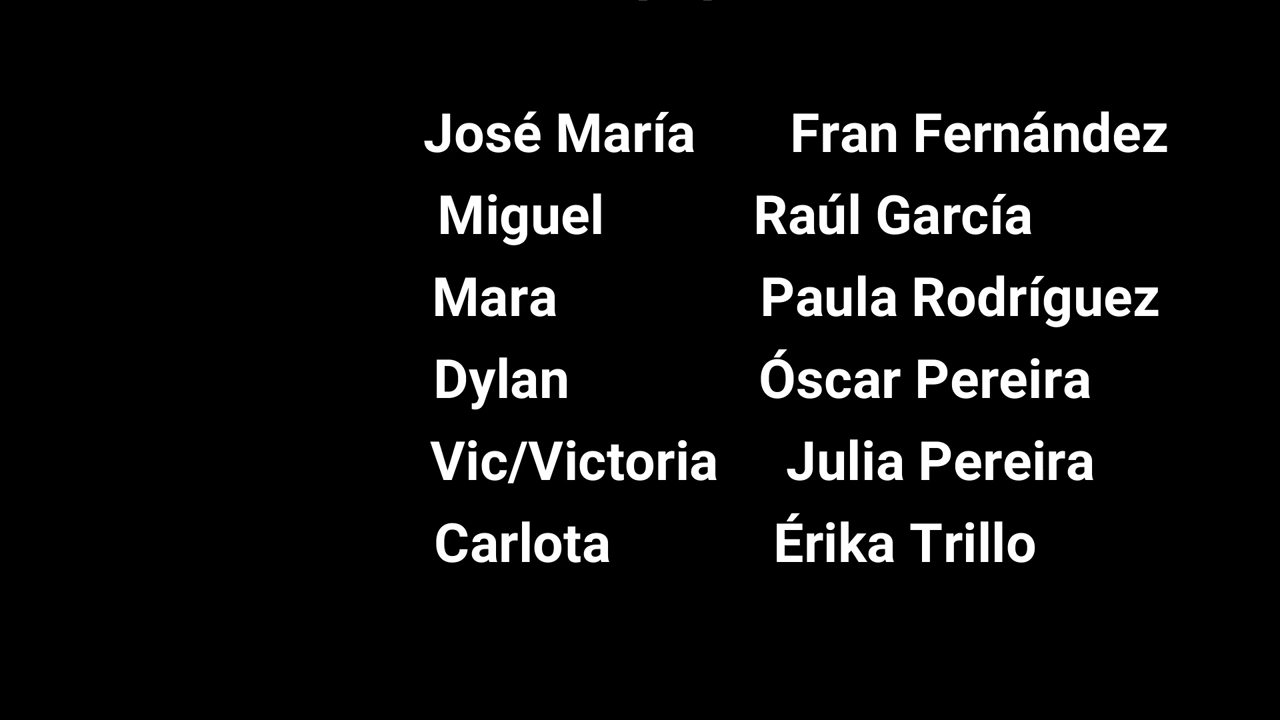 José María Fran Fernández
Miguel Raúl García
Mara Paula Rodríguez
Dylan Óscar Pereira
Vic/Victoria Julia Pereira
Carlota Érika Trillo